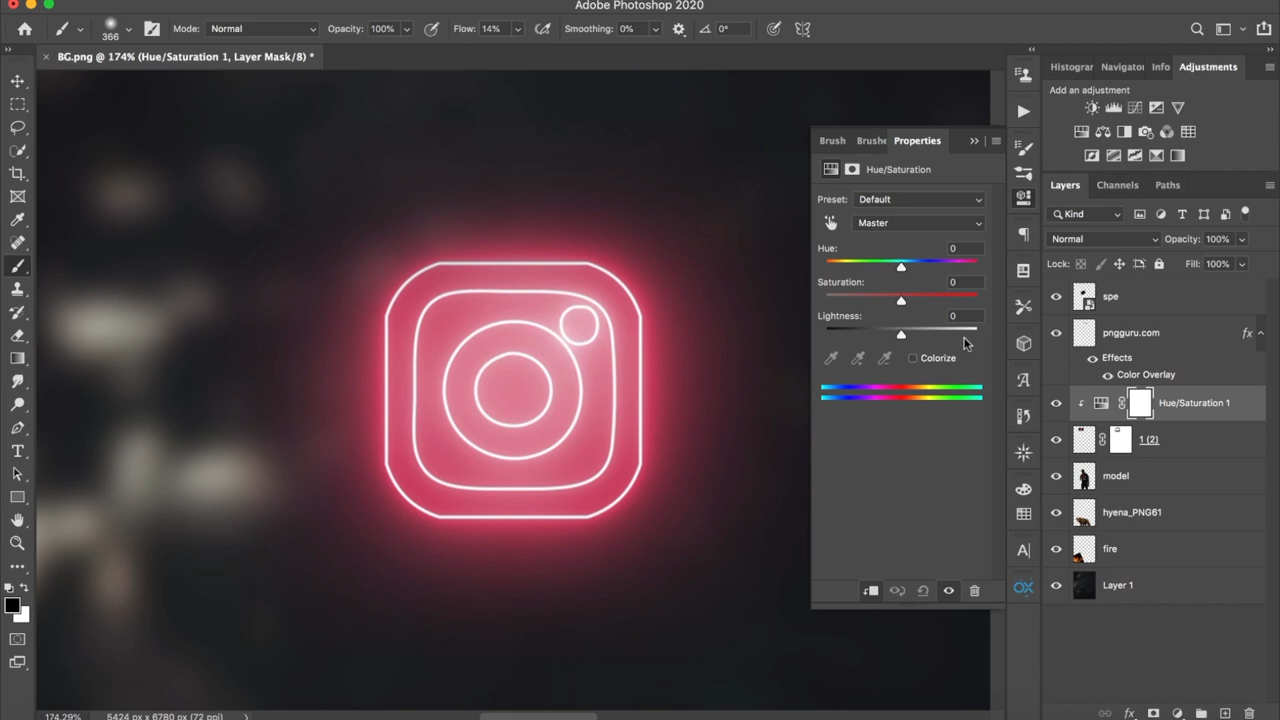 Adobe Photoshop 2020
366
Mode: Normal
Opacity: 100%
Flow: 14%
Smoothing: 0%
0°
BG.png @ 174% (Hue/Saturation 1, Layer Mask/8) *
Histogran Navigato Info Adjustments
Add an adjustment
Brush Brushe Properties
Hue/Saturation
Preset: Default
Master
Hue: 0
Saturation: 0
Lightness: 0
Colorize
Layers Channels Paths
Kind
Normal Opacity: 100%
Lock: Fill: 100%
spe
pngguru.com fx
Effects
Color Overlay
Hue/Saturation 1
1 (2)
model
hyena_PNG61
fire
Layer 1
174.29% 5424 px x 6780 px (72 ppi)
fx